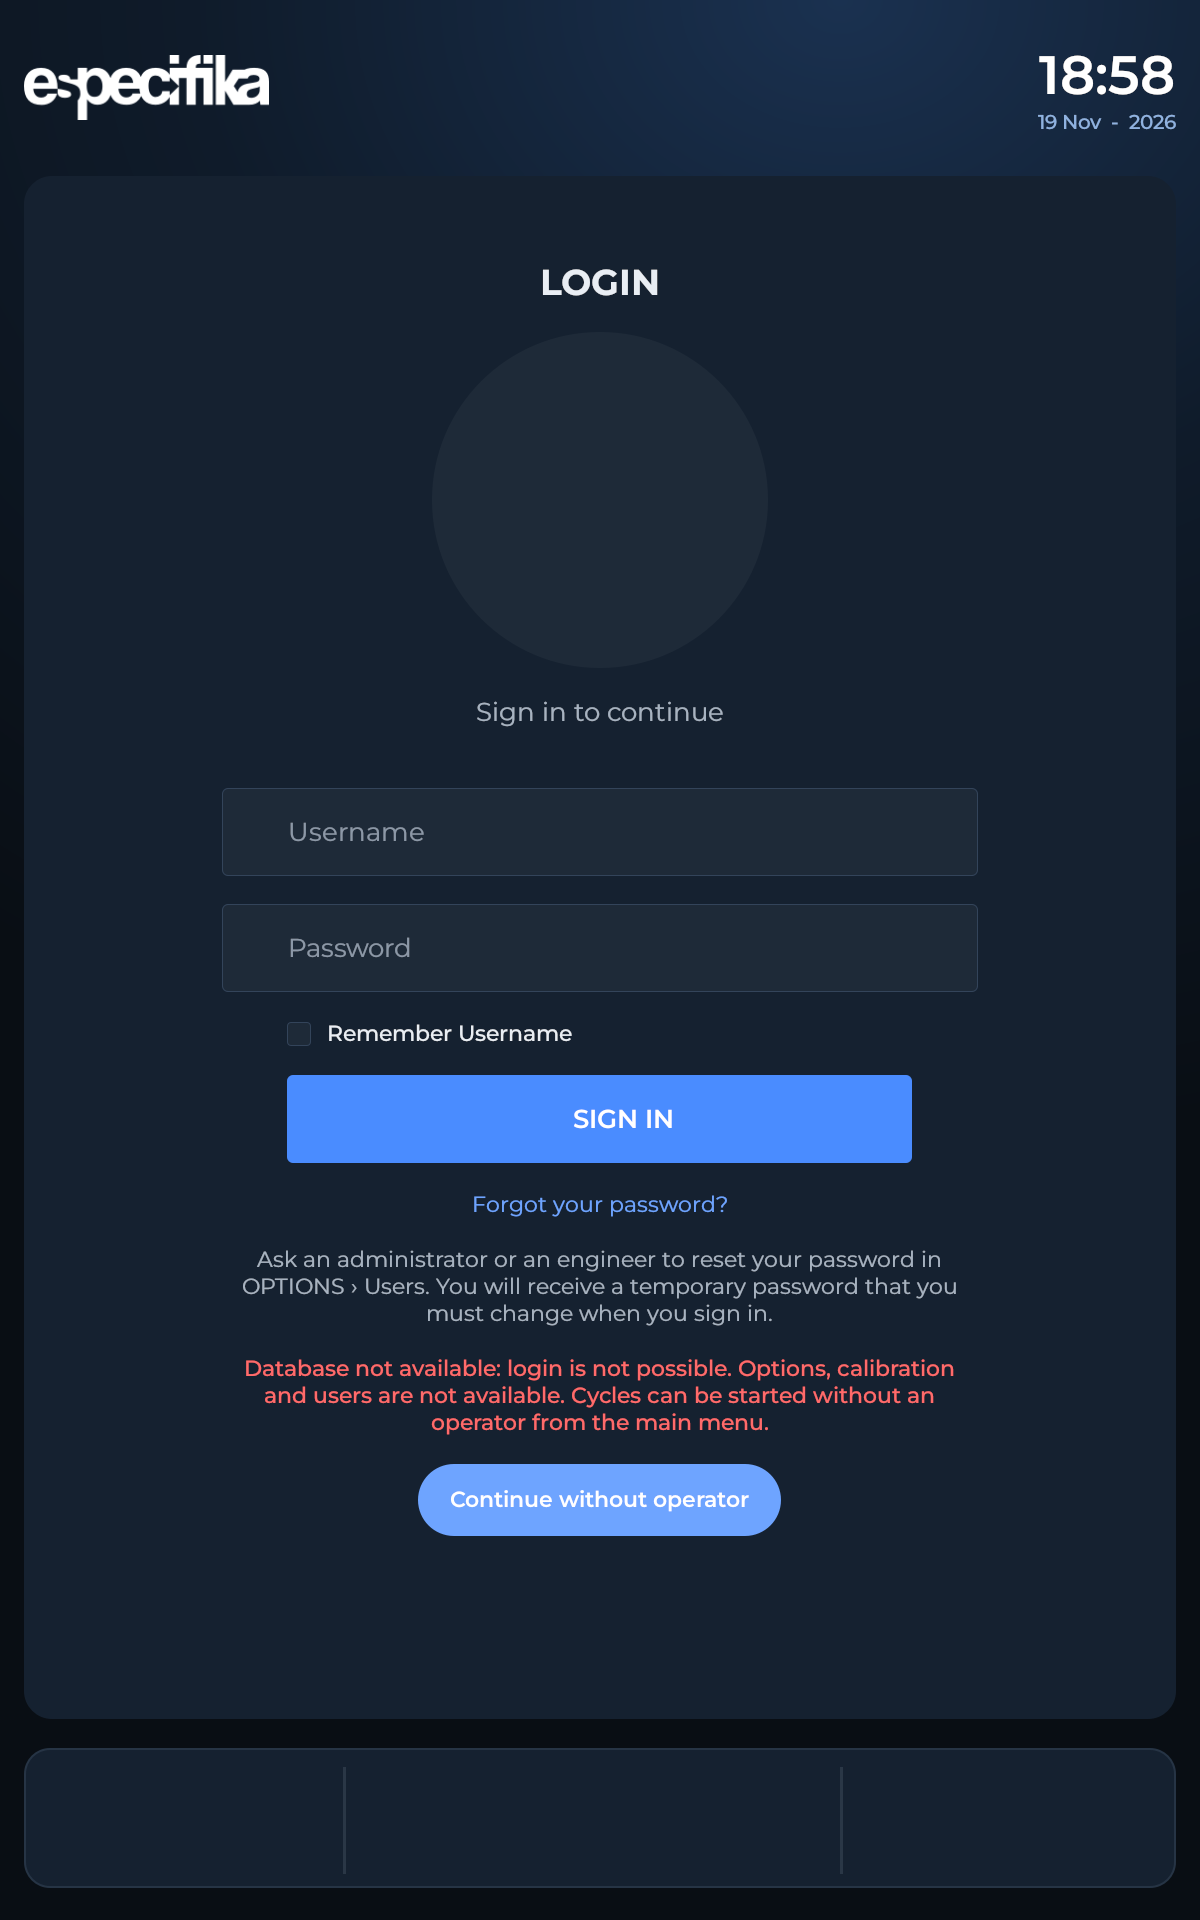 especifika
18:58
19 Nov - 2026
LOGIN
Sign in to continue
Username
Password
Remember Username
SIGN IN
Forgot your password?
Ask an administrator or an engineer to reset your password in
OPTIONS › Users. You will receive a temporary password that you
must change when you sign in.
Database not available: login is not possible. Options, calibration
and users are not available. Cycles can be started without an
operator from the main menu.
Continue without operator